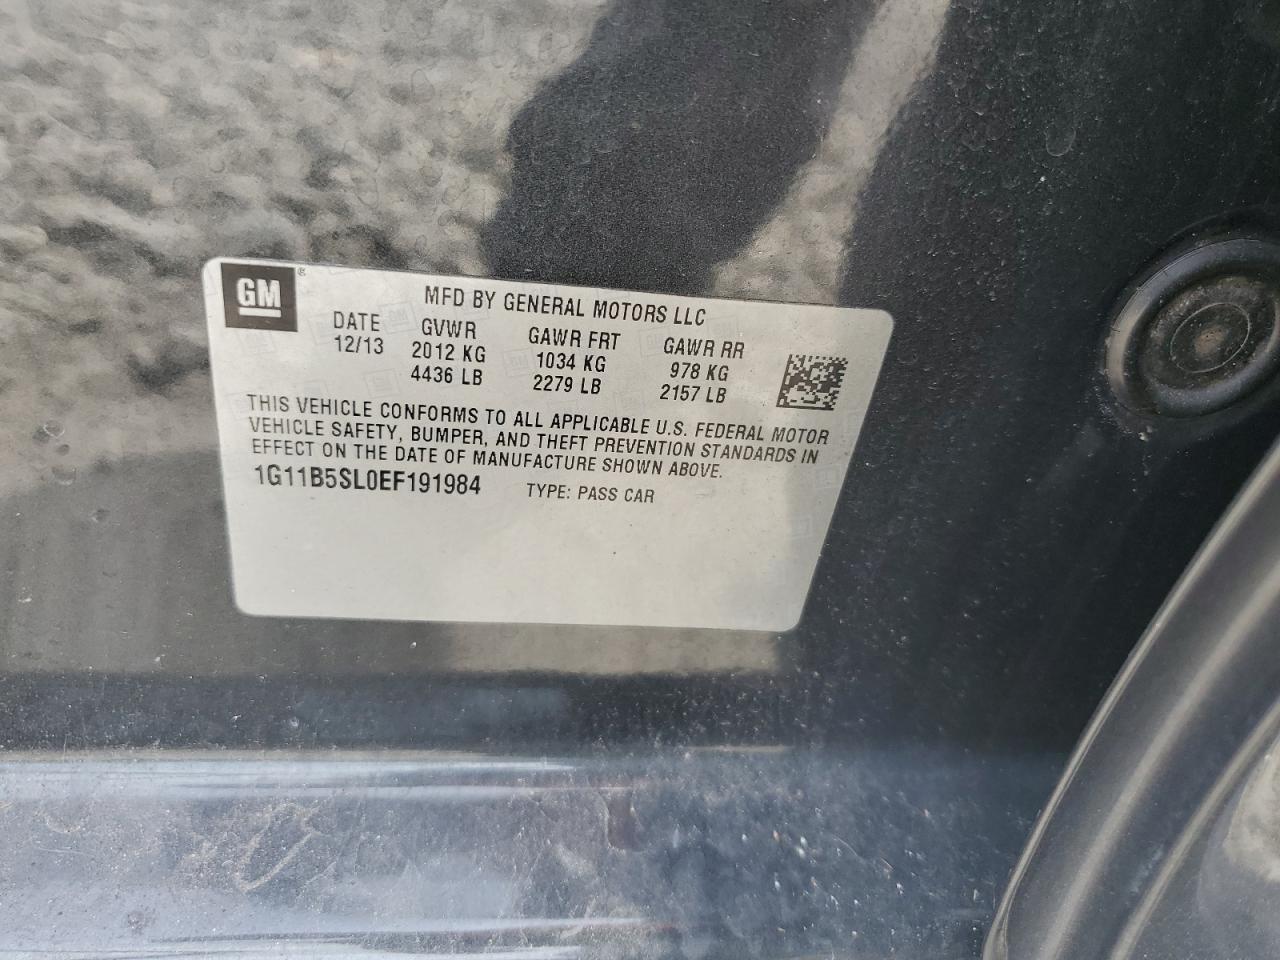 GM ®
MFD BY GENERAL MOTORS LLC
DATE GVWR GAWR FRT GAWR RR
12/13 2012 KG 1034 KG 978 KG
4436 LB 2279 LB 2157 LB
THIS VEHICLE CONFORMS TO ALL APPLICABLE U.S. FEDERAL MOTOR
VEHICLE SAFETY, BUMPER, AND THEFT PREVENTION STANDARDS IN
EFFECT ON THE DATE OF MANUFACTURE SHOWN ABOVE.
1G11B5SL0EF191984 TYPE: PASS CAR